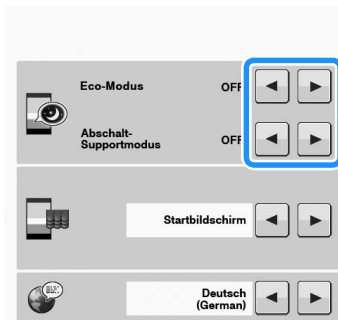 Eco-Modus OFF
Abschalt-
Supportmodus OFF
Startbildschirm
Deutsch
(German)